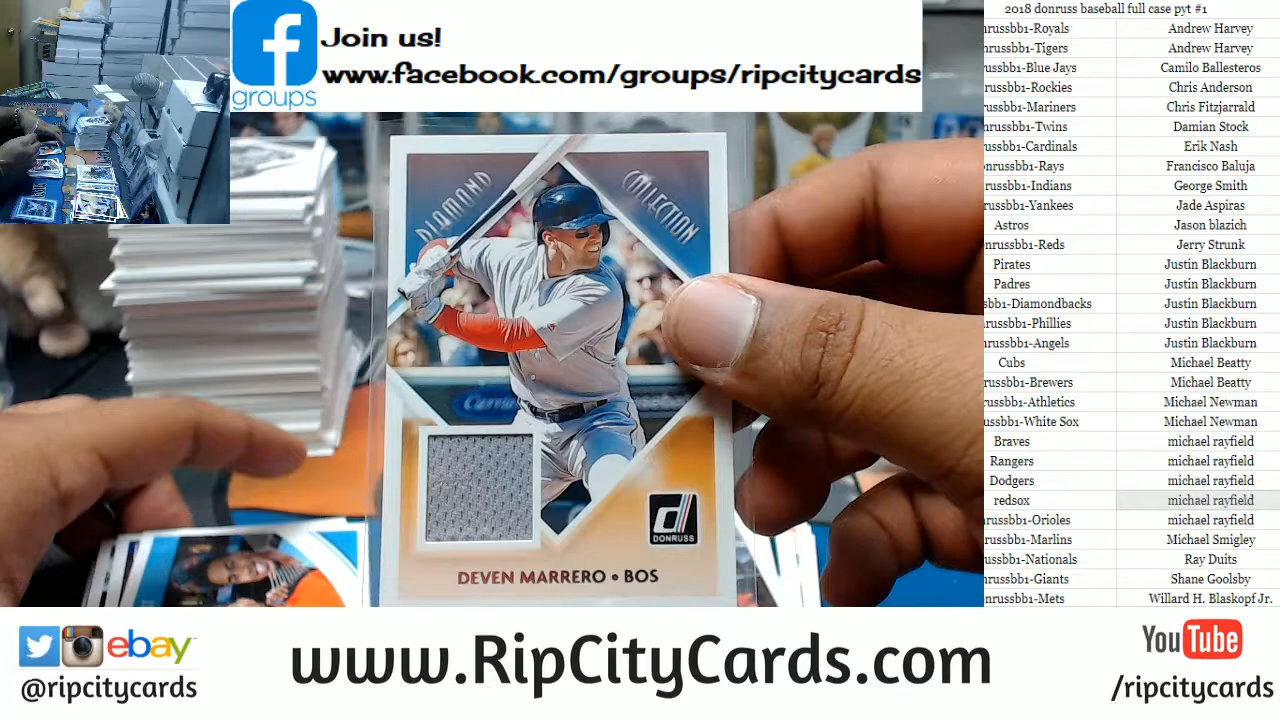 Join us!
www.facebook.com/groups/ripcitycards
groups
DIAMOND
COLLECTION
DONRUSS
DEVEN MARRERO • BOS
2018 donruss baseball full case pyt #1
nrussbb1-Royals Andrew Harvey
nrussbb1-Tigers Andrew Harvey
russbb1-Blue Jays Camilo Ballesteros
nrussbb1-Rockies Chris Anderson
russbb1-Mariners Chris Fitzjarrald
nrussbb1-Twins Damian Stock
russbb1-Cardinals Erik Nash
onrussbb1-Rays Francisco Baluja
russbb1-Indians George Smith
russbb1-Yankees Jade Aspiras
Astros Jason blazich
onrussbb1-Reds Jerry Strunk
Pirates Justin Blackburn
Padres Justin Blackburn
sbb1-Diamondbacks Justin Blackburn
russbb1-Phillies Justin Blackburn
nrussbb1-Angels Justin Blackburn
Cubs Michael Beatty
russbb1-Brewers Michael Beatty
russbb1-Athletics Michael Newman
ussbb1-White Sox Michael Newman
Braves michael rayfield
Rangers michael rayfield
Dodgers michael rayfield
redsox michael rayfield
nrussbb1-Orioles michael rayfield
nrussbb1-Marlins Michael Smigley
ussbb1-Nationals Ray Duits
nrussbb1-Giants Shane Goolsby
onrussbb1-Mets Willard H. Blaskopf Jr.
ebay
@ripcitycards
www.RipCityCards.com
YouTube
/ripcitycards